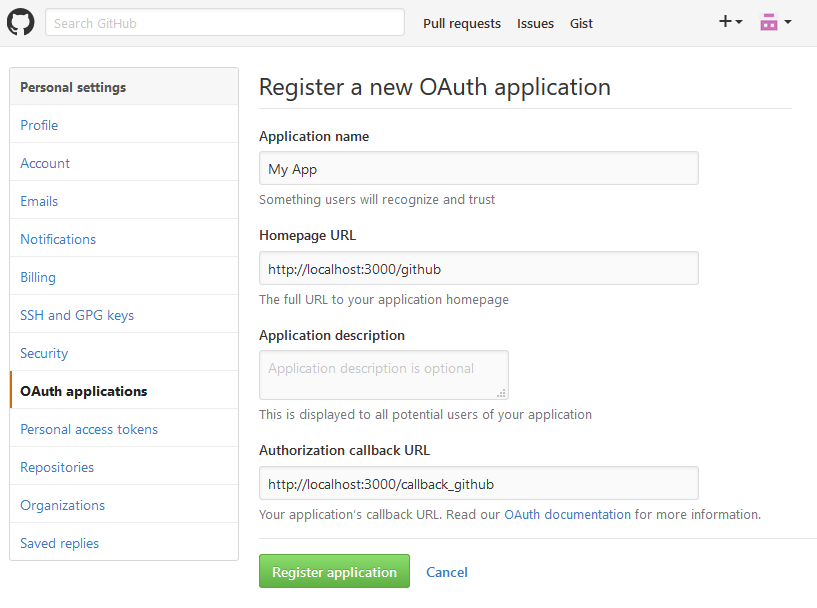 Search GitHub
Pull requests Issues Gist
Personal settings
Profile
Account
Emails
Notifications
Billing
SSH and GPG keys
Security
OAuth applications
Personal access tokens
Repositories
Organizations
Saved replies
Register a new OAuth application
Application name
My App
Something users will recognize and trust
Homepage URL
http://localhost:3000/github
The full URL to your application homepage
Application description
Application description is optional
This is displayed to all potential users of your application
Authorization callback URL
http://localhost:3000/callback_github
Your application's callback URL. Read our OAuth documentation for more information.
Register application Cancel